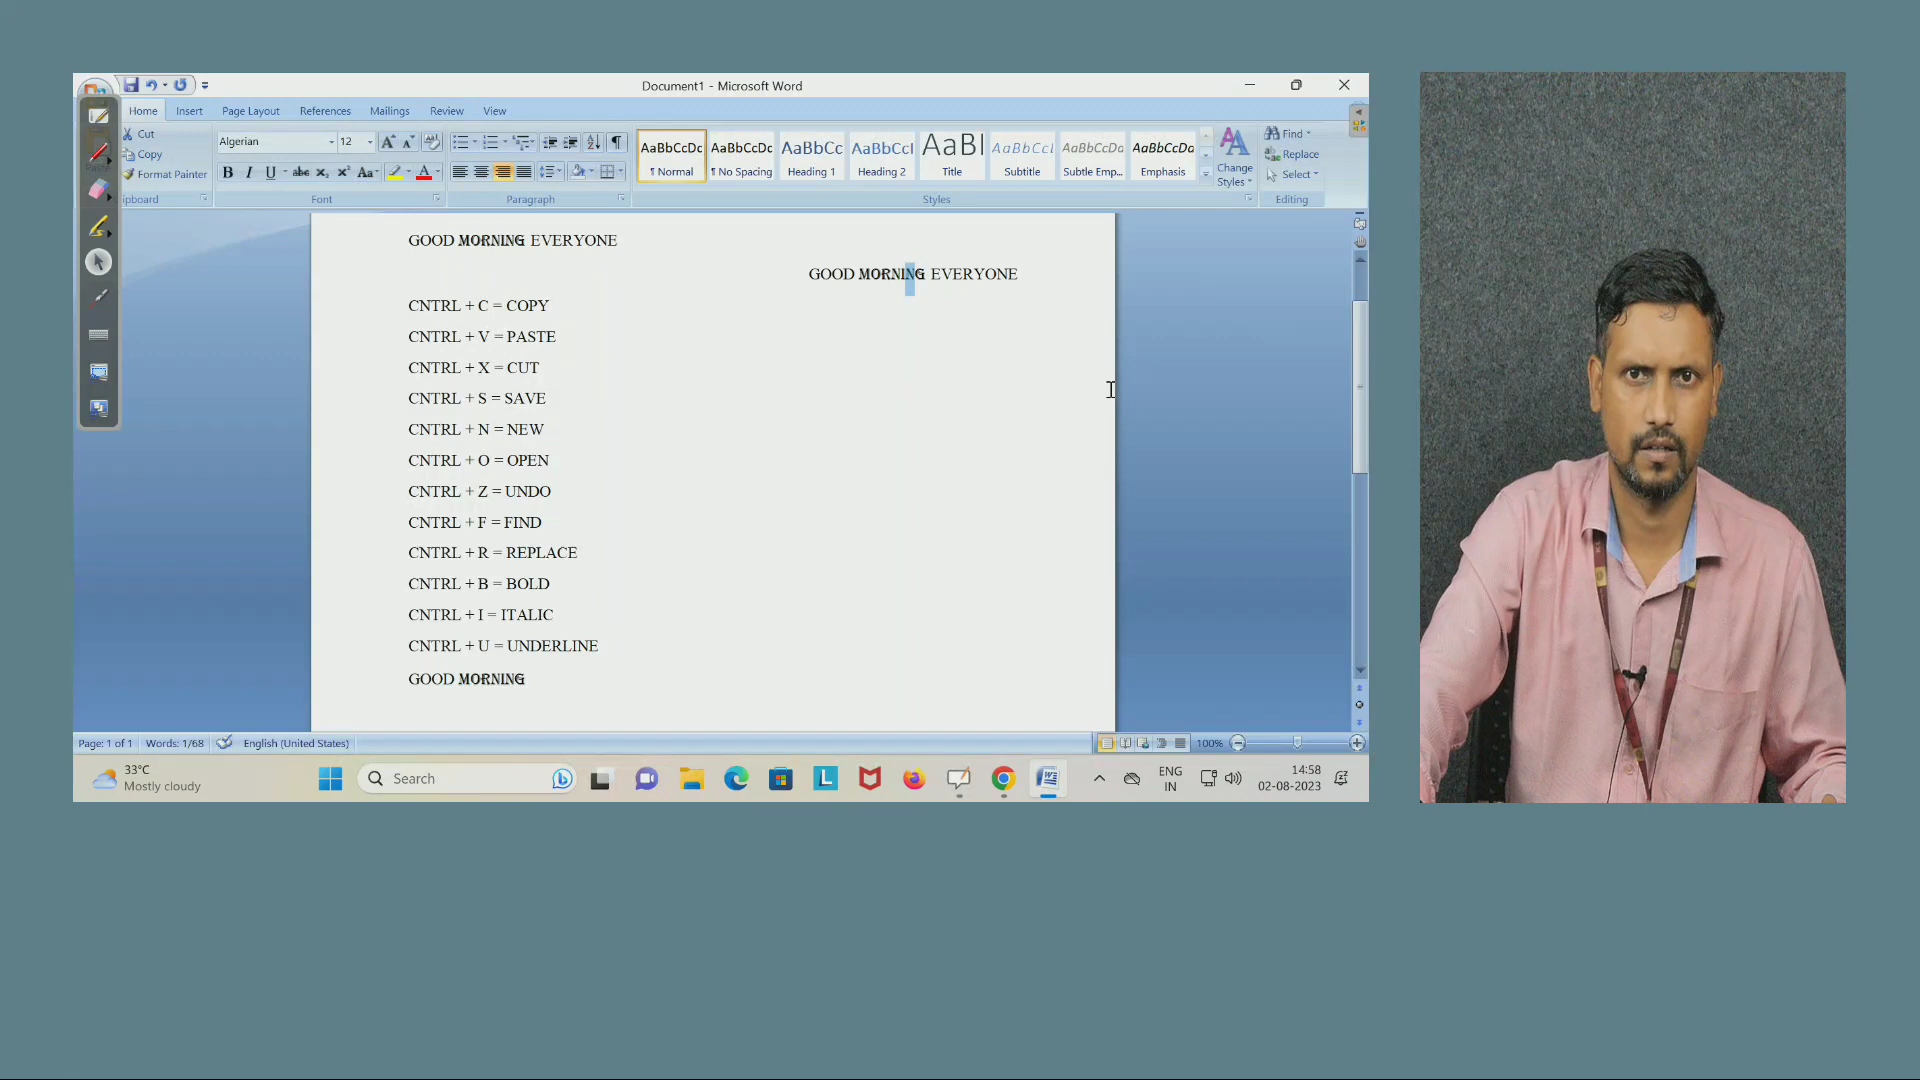 Document1 - Microsoft Word
Home Insert Page Layout References Mailings Review View
Cut
Copy
Format Painter
ipboard
Algerian 12
Font
Paragraph
AaBbCcDc AaBbCcDc AaBbCc AaBbCcI AaBl AaBbCcL AaBbCcDa AaBbCcDa
¶ Normal ¶ No Spacing Heading 1 Heading 2 Title Subtitle Subtle Emp... Emphasis
Styles
Change
Styles
Find
Replace
Select
Editing
GOOD MORNING EVERYONE
GOOD MORNING EVERYONE
CNTRL + C = COPY
CNTRL + V = PASTE
CNTRL + X = CUT
CNTRL + S = SAVE
CNTRL + N = NEW
CNTRL + O = OPEN
CNTRL + Z = UNDO
CNTRL + F = FIND
CNTRL + R = REPLACE
CNTRL + B = BOLD
CNTRL + I = ITALIC
CNTRL + U = UNDERLINE
GOOD MORNING
Page: 1 of 1 Words: 1/68 English (United States) 100%
33°C
Mostly cloudy
Search
ENG
IN
14:58
02-08-2023